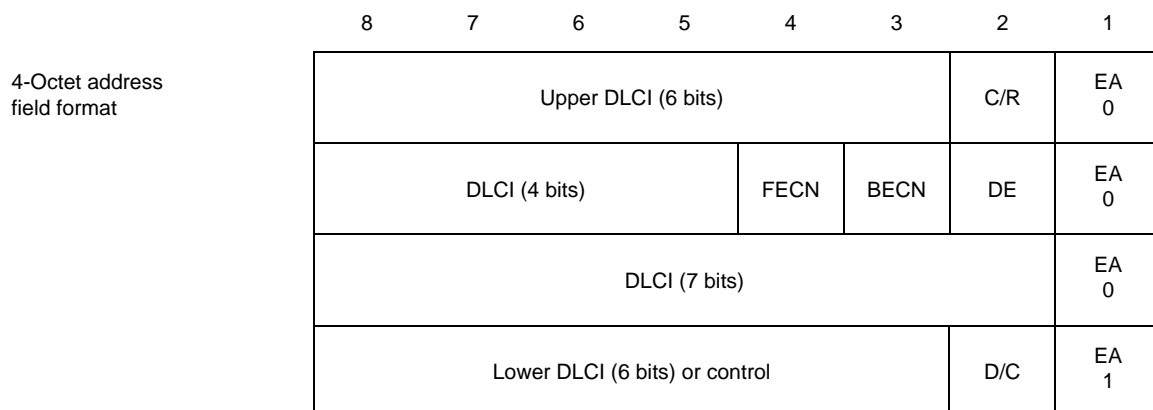 8 7 6 5 4 3 2 1
4-Octet address
field format
Upper DLCI (6 bits) C/R EA
0
DLCI (4 bits) FECN BECN DE EA
0
DLCI (7 bits) EA
0
Lower DLCI (6 bits) or control D/C EA
1